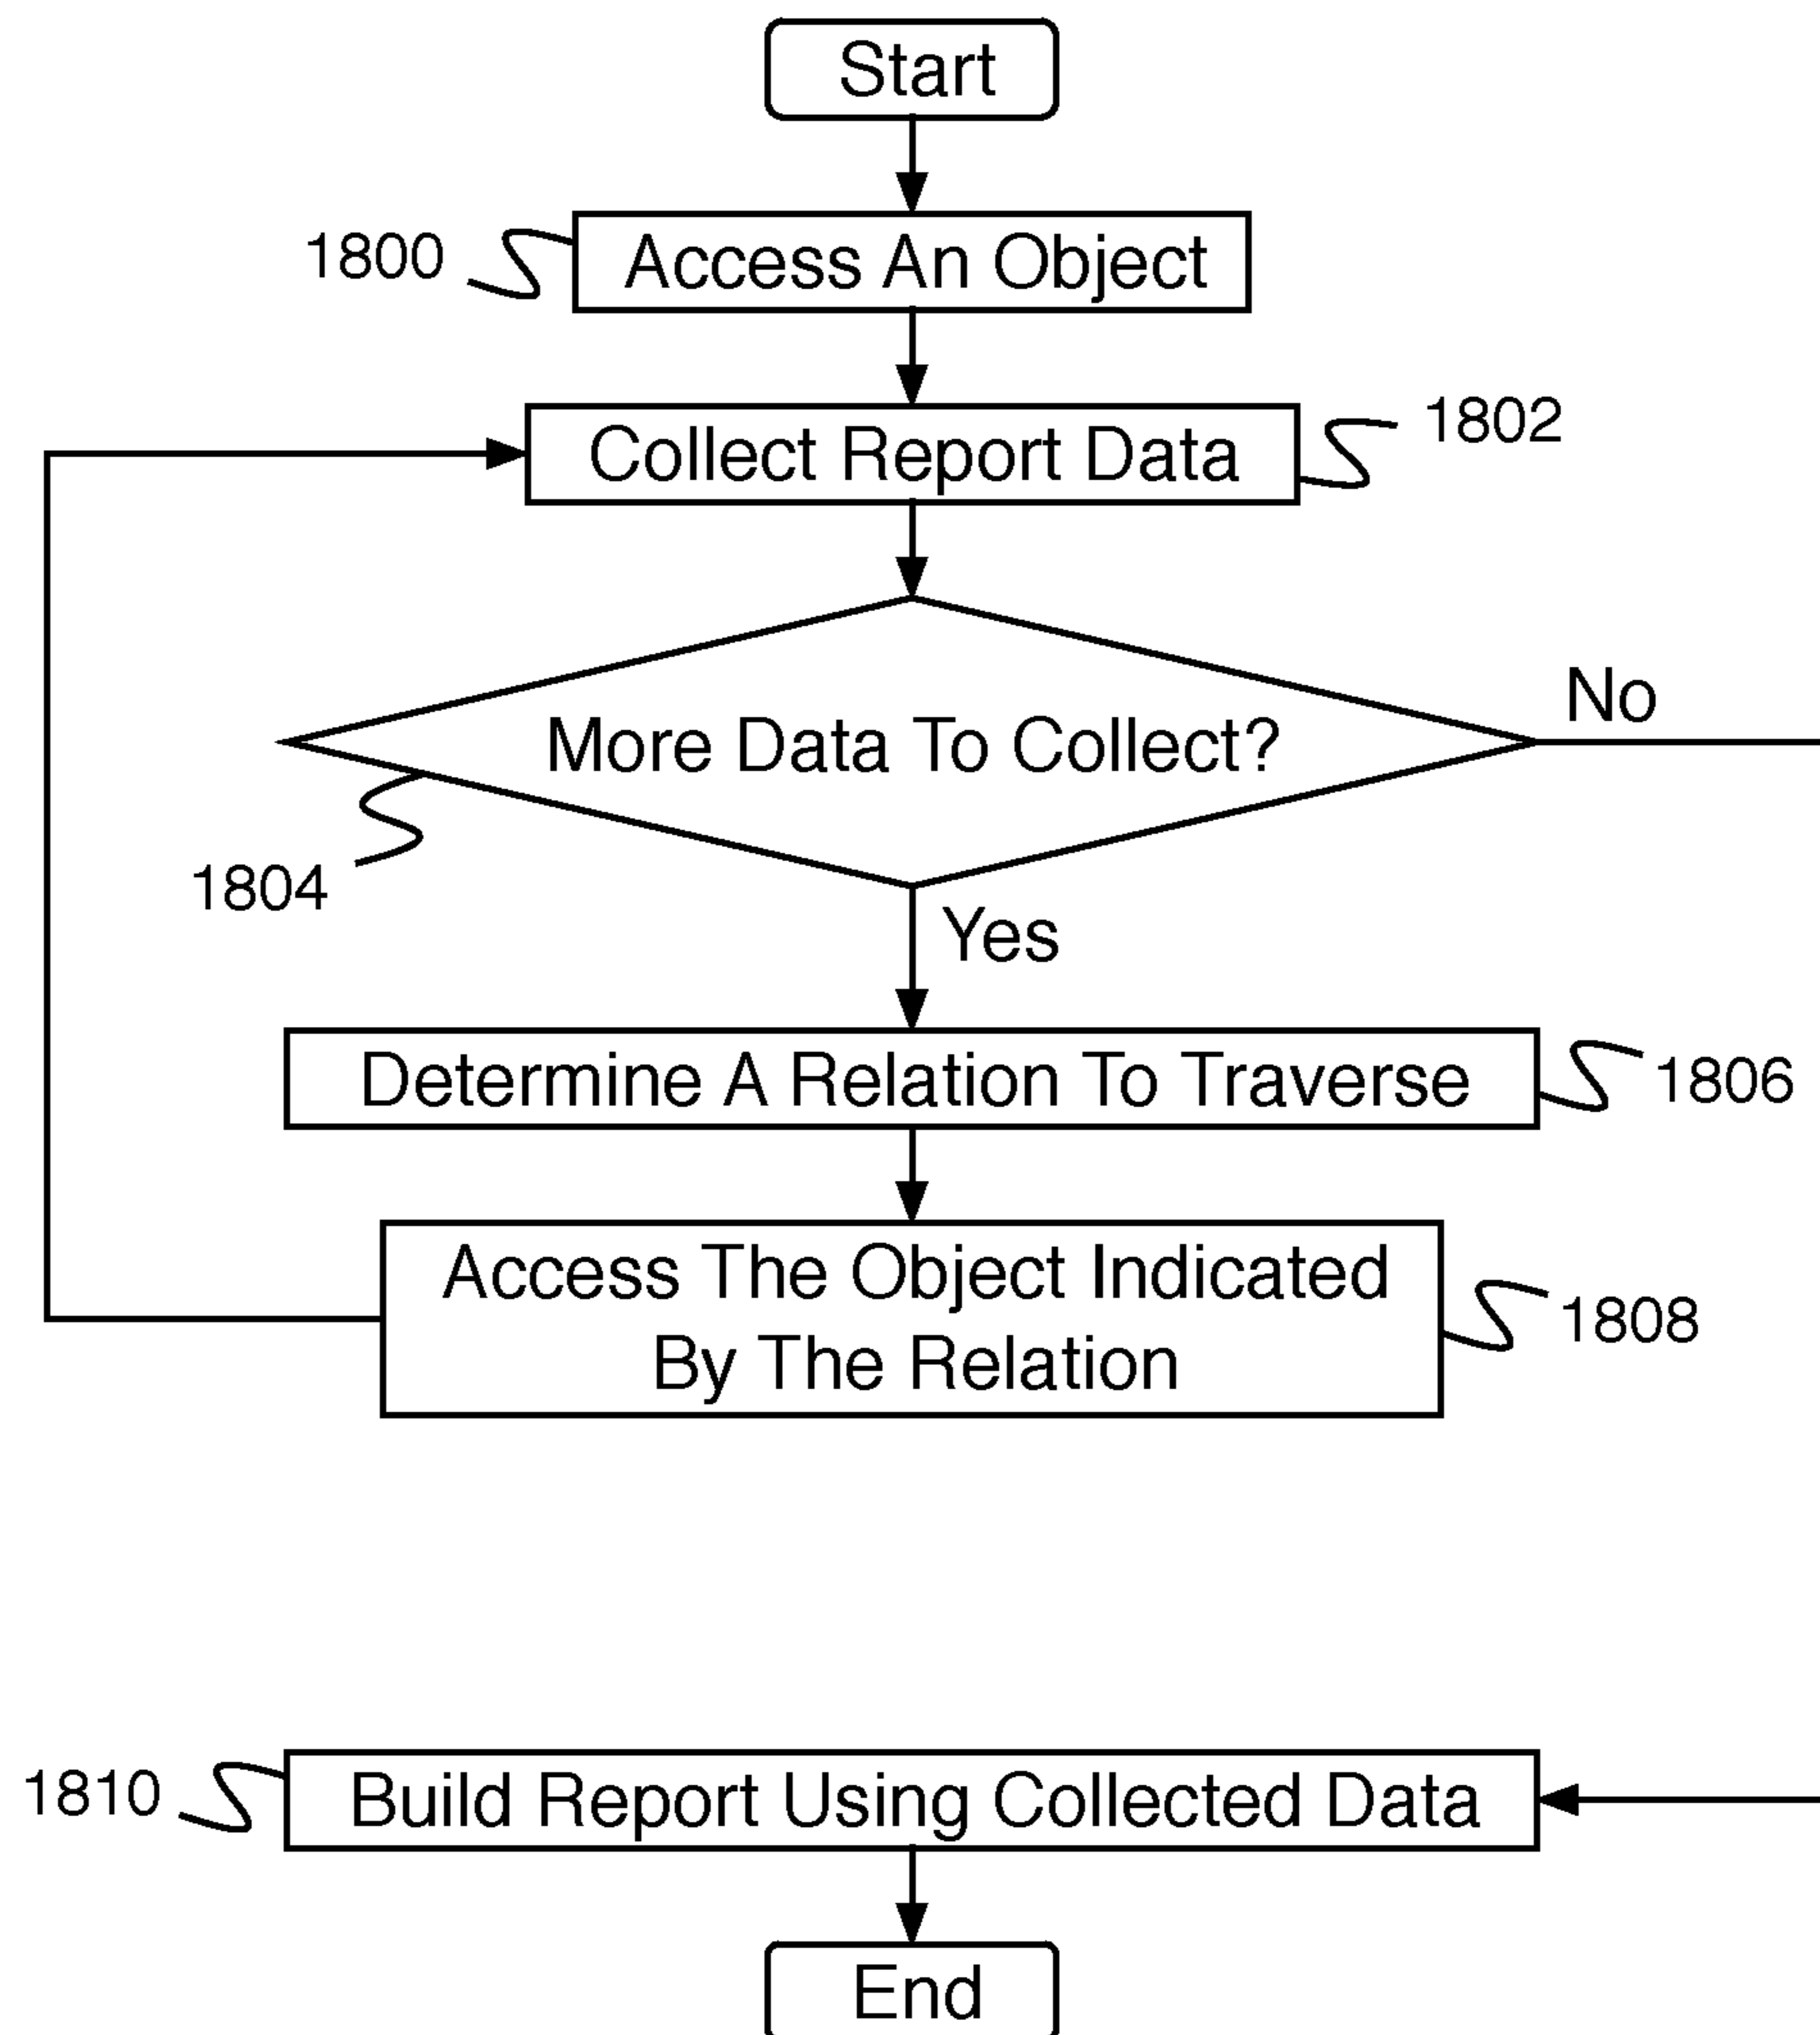 Start
1800
Access An Object
1802
Collect Report Data
No
More Data To Collect?
1804
Yes
Determine A Relation To Traverse
1806
Access The Object Indicated
By The Relation
1808
1810
Build Report Using Collected Data
End